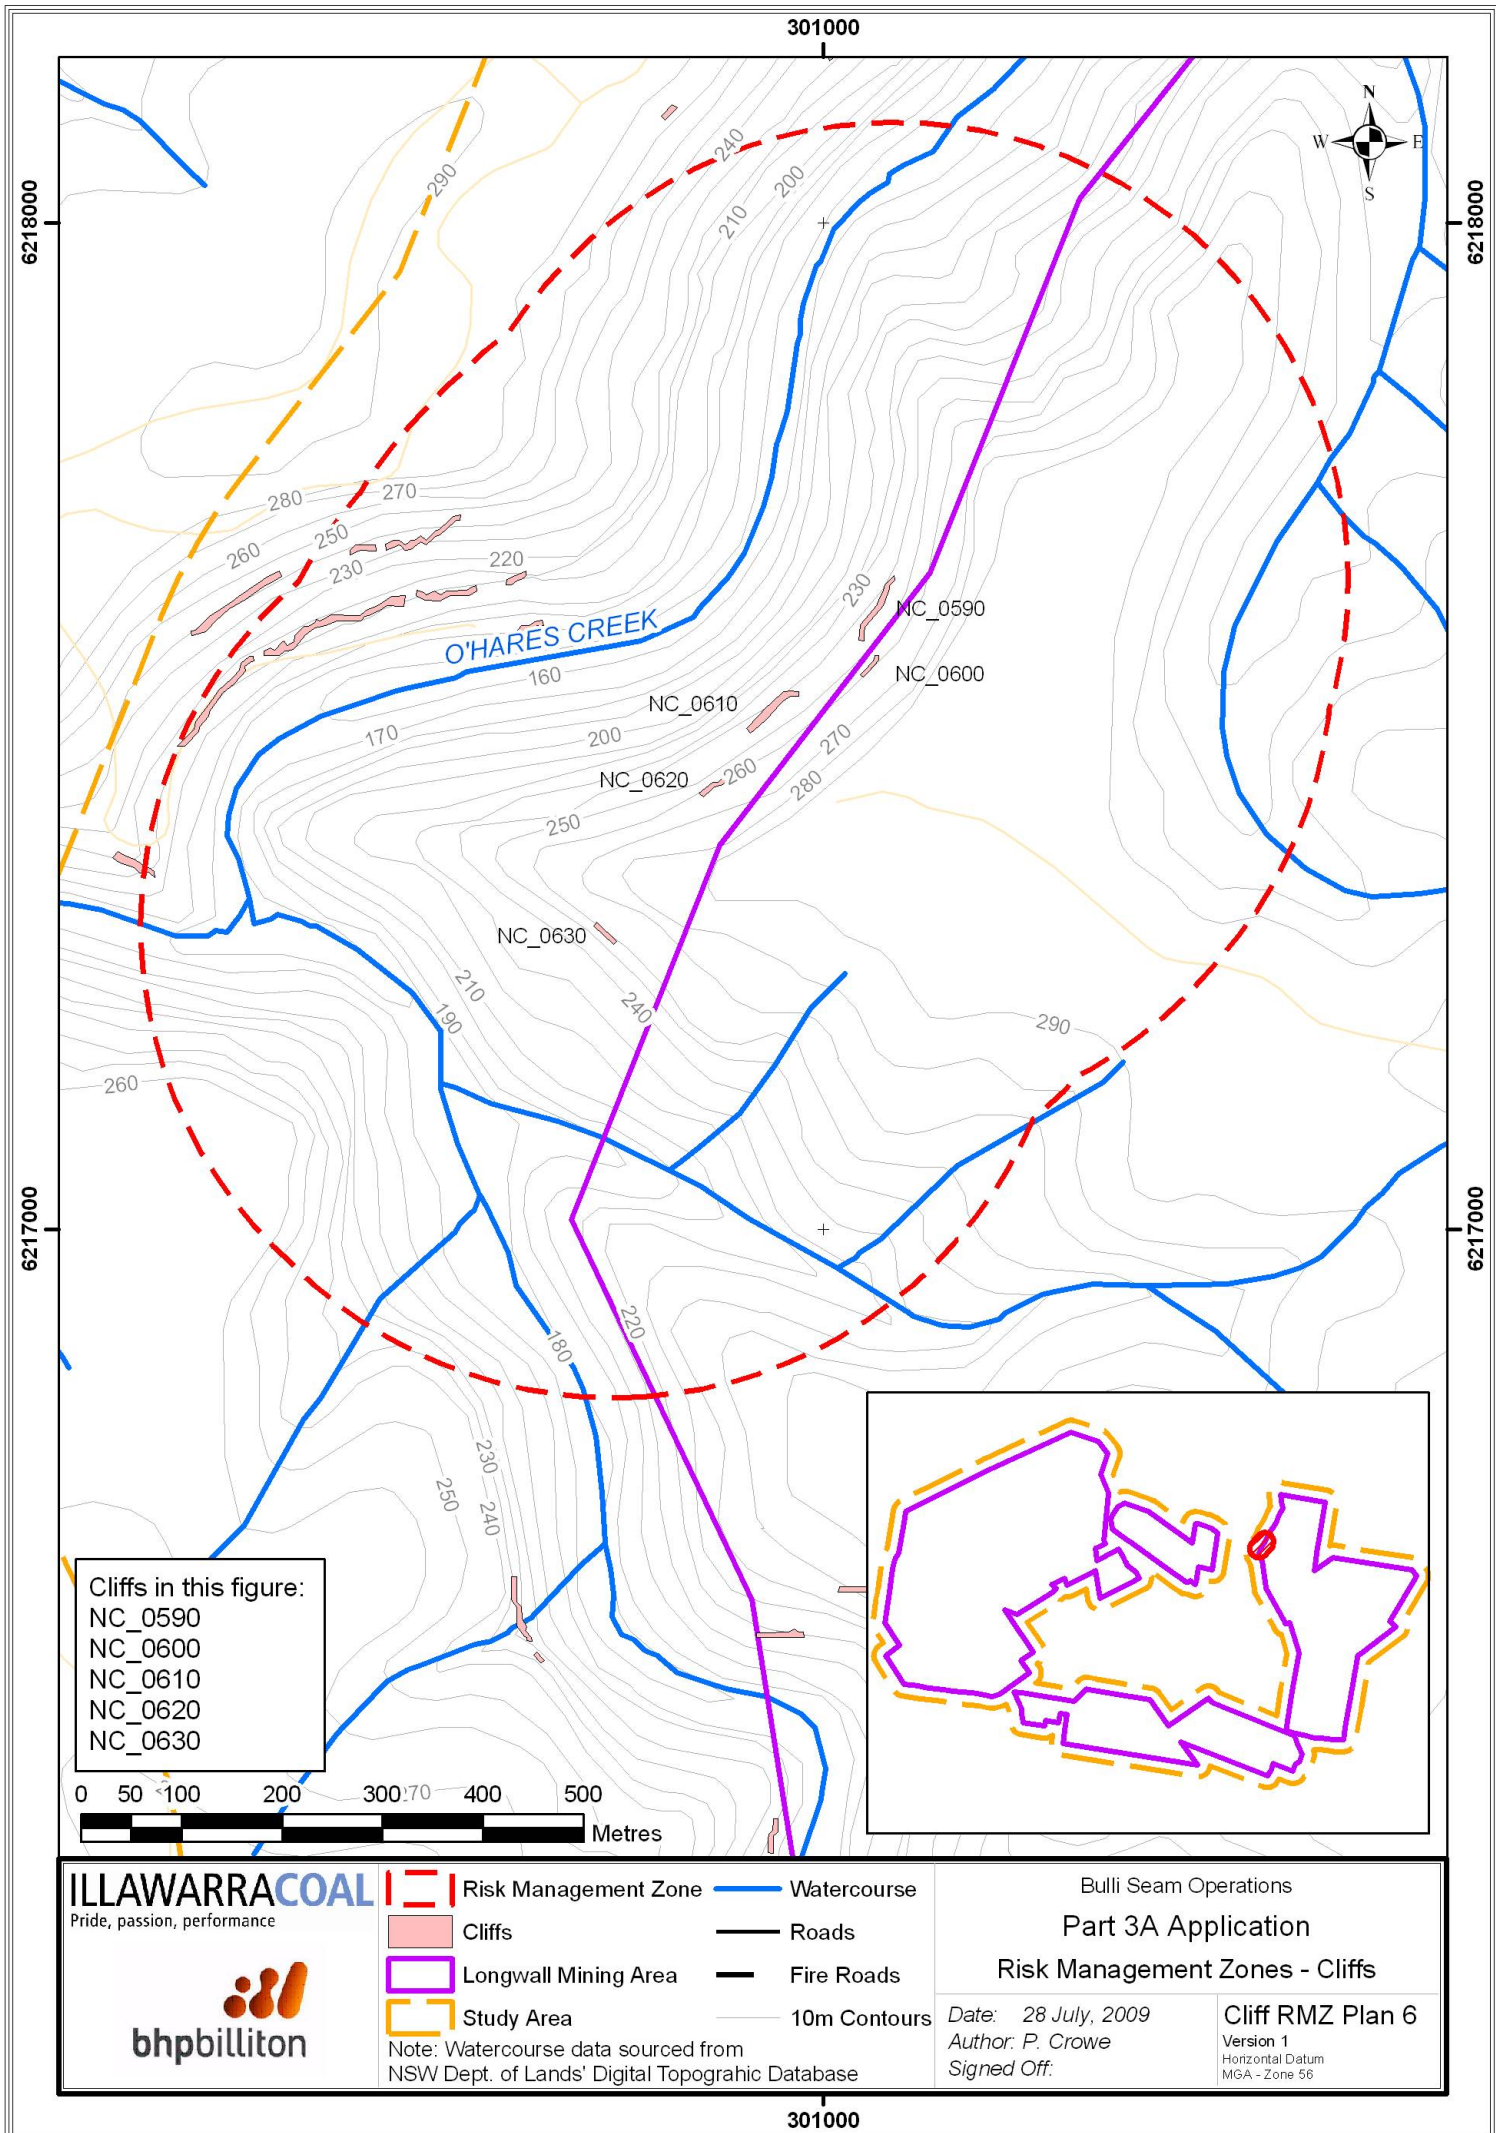 301000
N
W E
S
6218000
6218000
290
240
200
210
280
270
260
250
230
220
230
NC_0590
O'HARES CREEK
NC_0600
160
NC_0610
170
200
270
NC_0620
260
280
250
NC_0630
210
240
190
290
260
6217000
6217000
220
180
230
250
240
Cliffs in this figure:
NC_0590
NC_0600
NC_0610
NC_0620
NC_0630
0 50 100 200 300 400 500
270
Metres
ILLAWARRACOAL
Pride, passion, performance
bhpbilliton
Risk Management Zone
Cliffs
Longwall Mining Area
Study Area
Watercourse
Roads
Fire Roads
10m Contours
Note: Watercourse data sourced from
NSW Dept. of Lands' Digital Topograhic Database
Bulli Seam Operations
Part 3A Application
Risk Management Zones - Cliffs
Date: 28 July, 2009
Author: P. Crowe
Signed Off:
Cliff RMZ Plan 6
Version 1
Horizontal Datum
MGA - Zone 56
301000